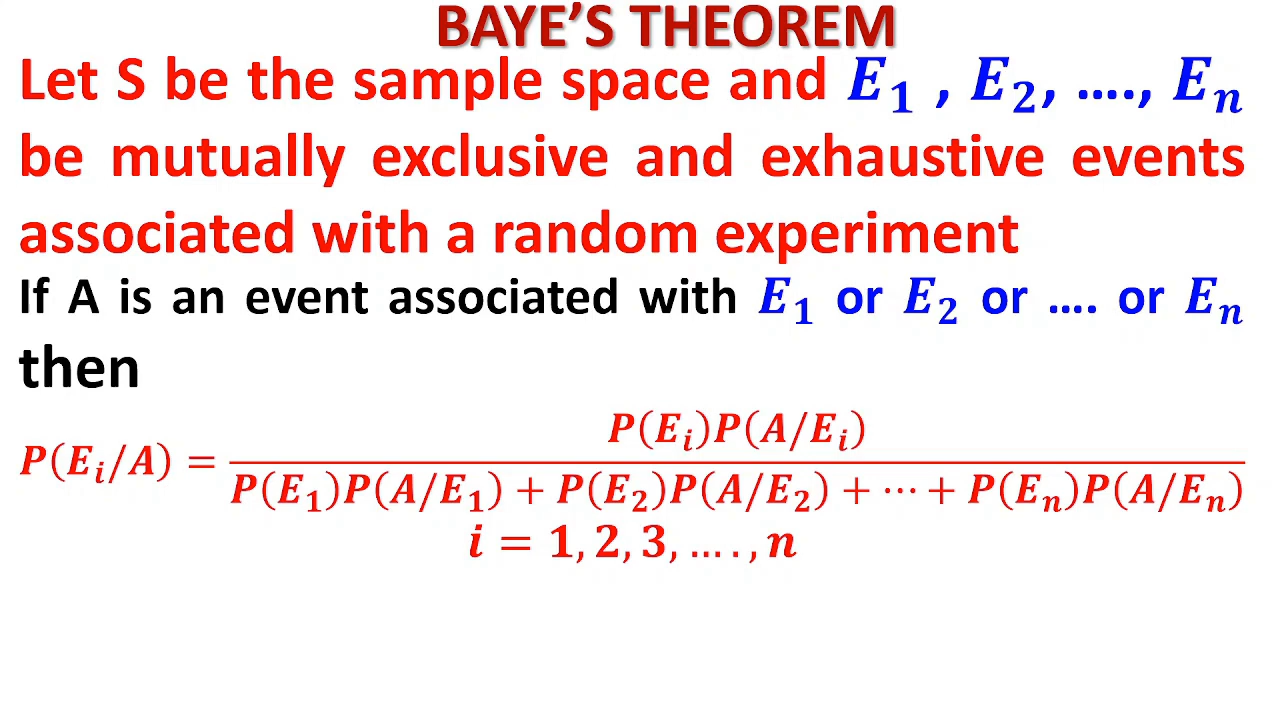 BAYE'S THEOREM
Let S be the sample space and E₁ , E₂, …., Eₙ
be mutually exclusive and exhaustive events
associated with a random experiment
If A is an event associated with E₁ or E₂ or …. or Eₙ
then
P(Eᵢ/A) = P(Eᵢ)P(A/Eᵢ)
P(E₁)P(A/E₁) + P(E₂)P(A/E₂) + ⋯ + P(Eₙ)P(A/Eₙ)
i = 1, 2, 3, … . , n